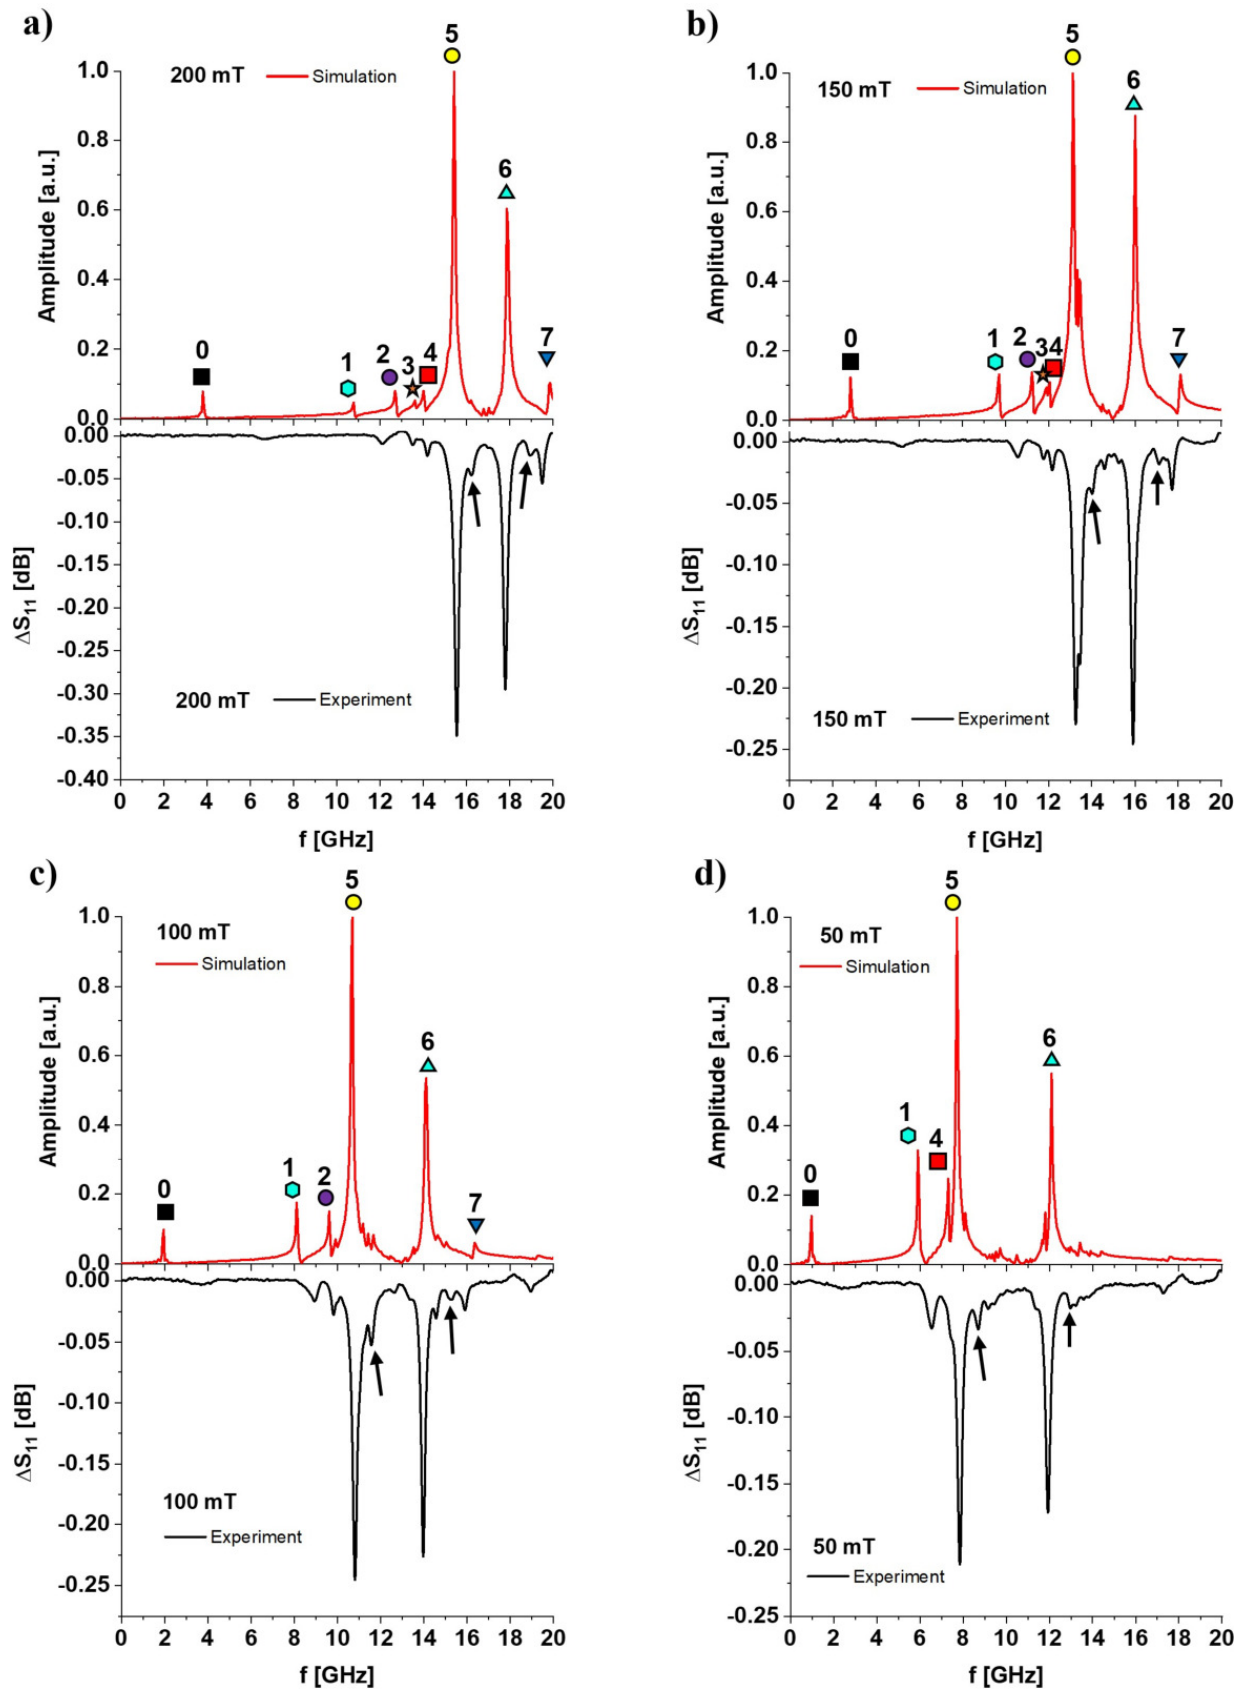 a)
200 mT Simulation
5
6
7
0
1
2
3
4
Amplitude [a.u.]
1.0
0.8
0.6
0.4
0.2
0.0
0.00
-0.05
-0.10
-0.15
-0.20
-0.25
-0.30
-0.35
-0.40
ΔS11 [dB]
200 mT Experiment
0 2 4 6 8 10 12 14 16 18 20
f [GHz]
b)
150 mT Simulation
5
6
7
0
1
2
34
Amplitude [a.u.]
1.0
0.8
0.6
0.4
0.2
0.0
0.00
-0.05
-0.10
-0.15
-0.20
-0.25
ΔS11 [dB]
150 mT Experiment
0 2 4 6 8 10 12 14 16 18 20
f [GHz]
c)
100 mT
Simulation
5
6
7
0
1
2
Amplitude [a.u.]
1.0
0.8
0.6
0.4
0.2
0.0
0.00
-0.05
-0.10
-0.15
-0.20
-0.25
ΔS11 [dB]
100 mT
Experiment
0 2 4 6 8 10 12 14 16 18 20
f [GHz]
d)
50 mT
Simulation
5
6
1
4
0
Amplitude [a.u.]
1.0
0.8
0.6
0.4
0.2
0.0
0.00
-0.05
-0.10
-0.15
-0.20
-0.25
ΔS11 [dB]
50 mT
Experiment
0 2 4 6 8 10 12 14 16 18 20
f [GHz]